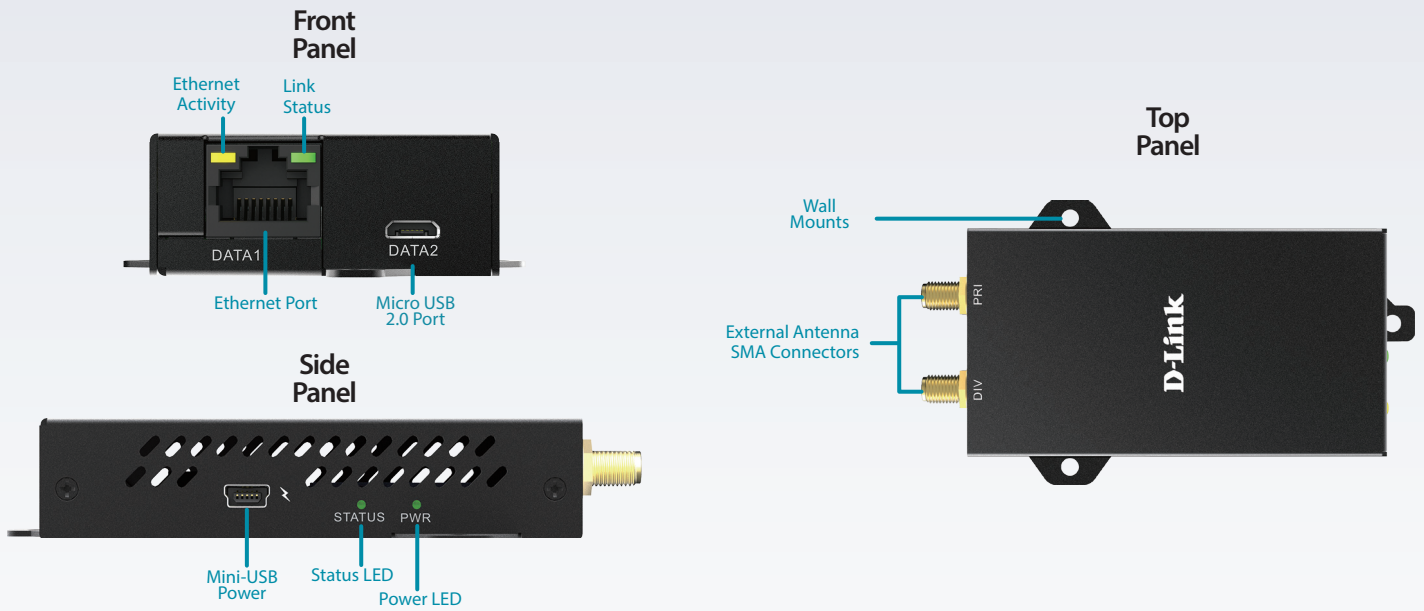 Front
Panel
Ethernet
Activity
Link
Status
DATA1
DATA2
Ethernet Port
Micro USB
2.0 Port
Side
Panel
STATUS
PWR
Mini-USB
Power
Status LED
Power LED
Top
Panel
Wall
Mounts
External Antenna
SMA Connectors
PRI
DIV
D-Link